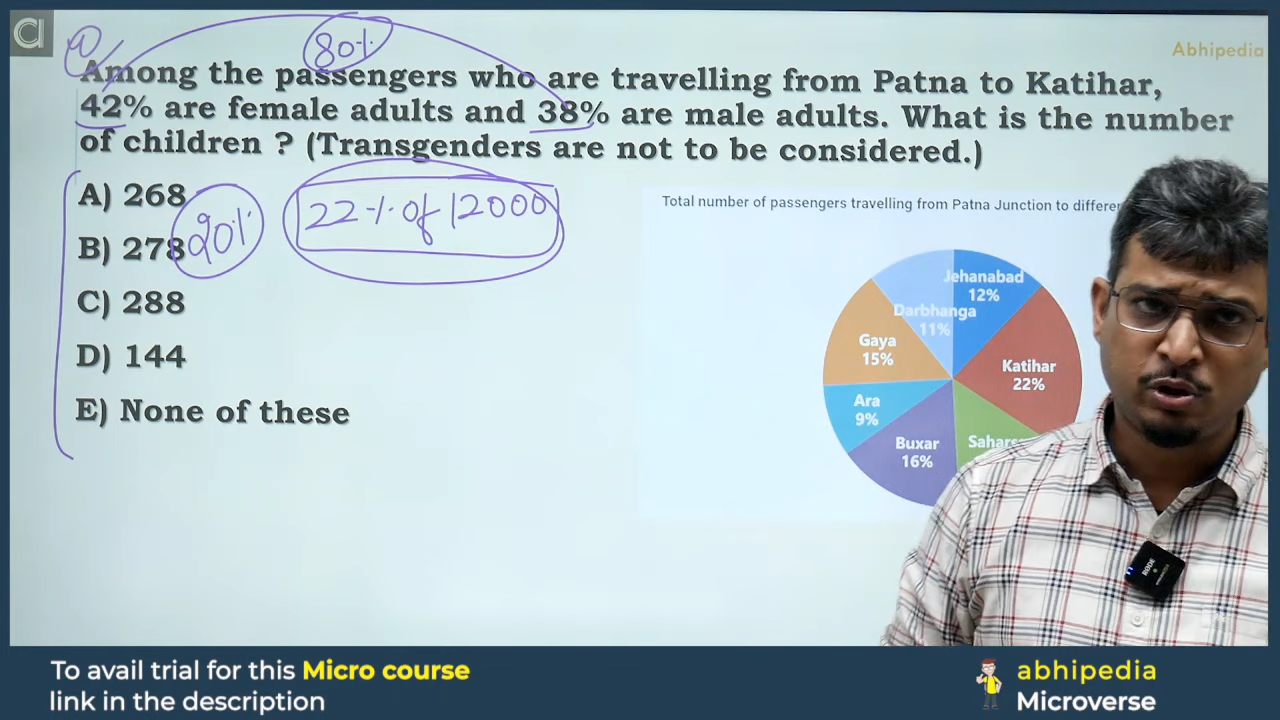 a
Abhipedia
1)
80%
Among the passengers who are travelling from Patna to Katihar,
42% are female adults and 38% are male adults. What is the number
of children ? (Transgenders are not to be considered.)
A) 268
B) 278
C) 288
D) 144
E) None of these
20%
22% of 12000
Total number of passengers travelling from Patna Junction to
Jehanabad
12%
Darbhanga
11%
Gaya
15%
Katihar
22%
Ara
9%
Buxar
16%
RODE
To avail trial for this Micro course
link in the description
abhipedia
Microverse